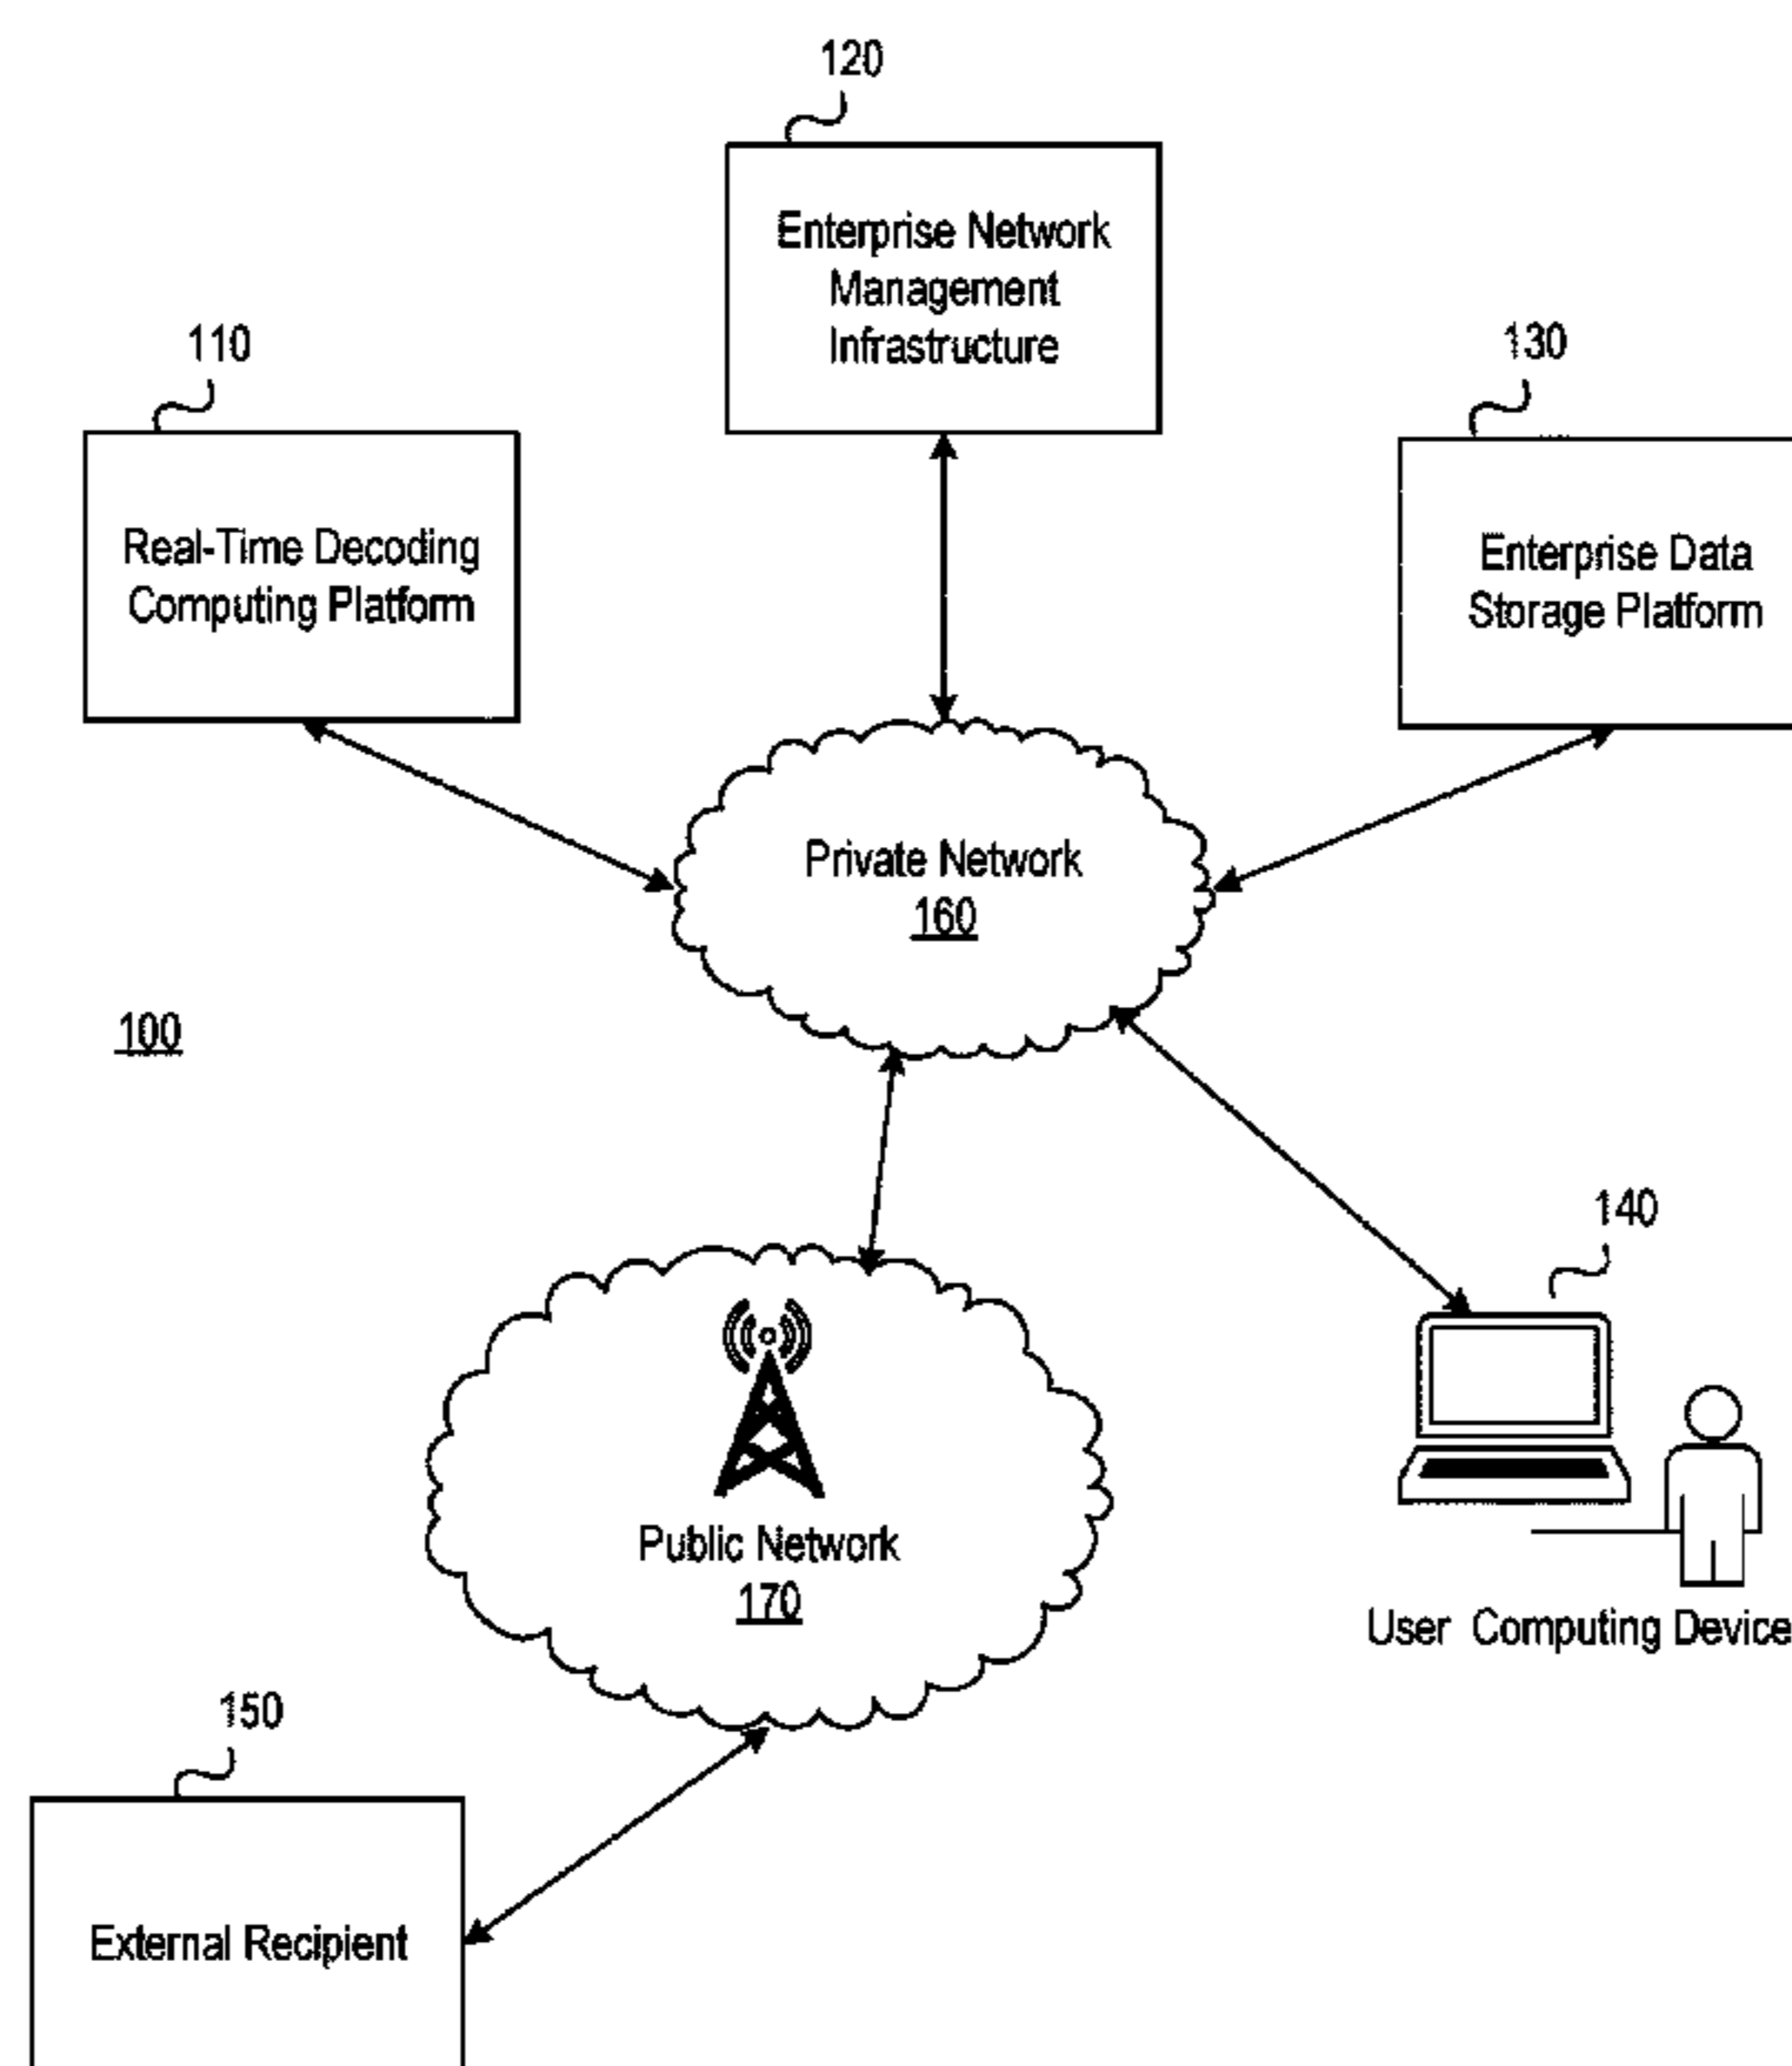 120
Enterprise Network
Management
Infrastructure
110
Real-Time Decoding
Computing Platform
130
Enterprise Data
Storage Platform
Private Network
160
100
140
User Computing Device
Public Network
170
150
External Recipient